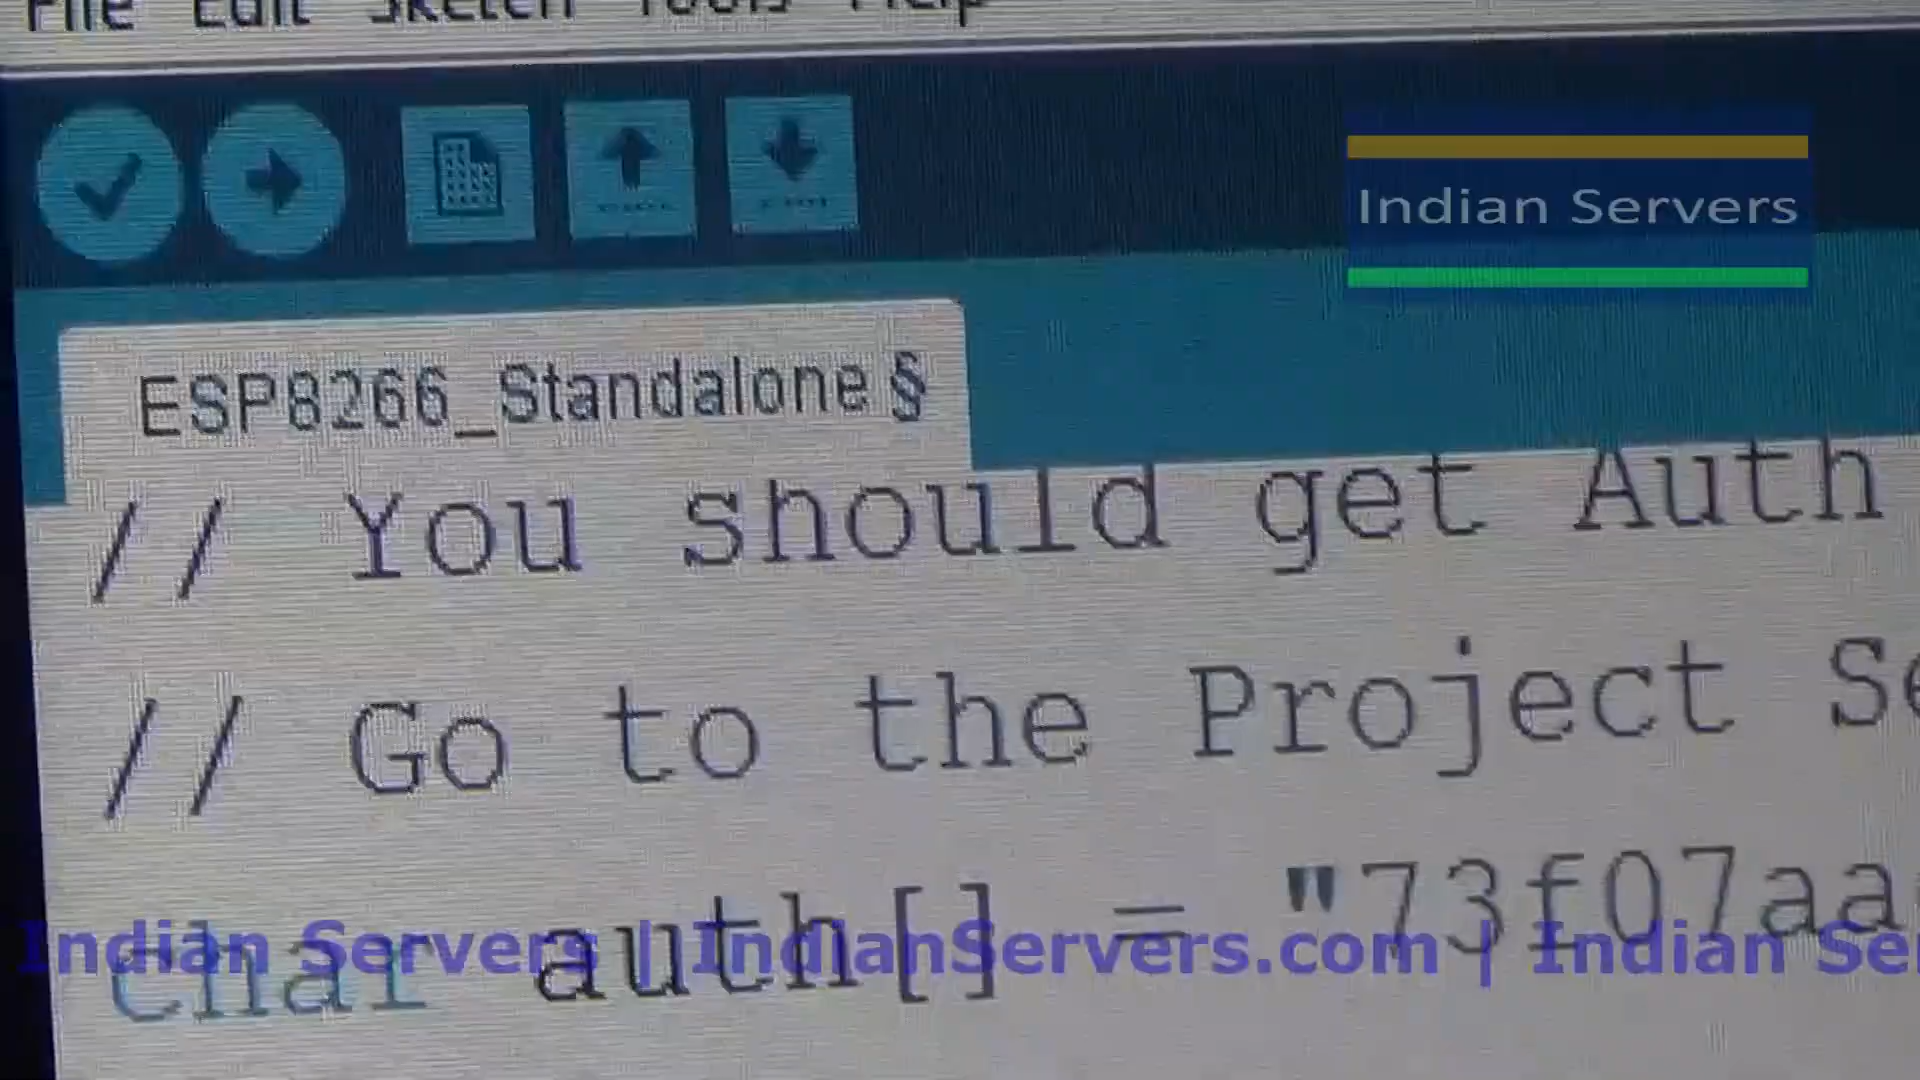 File Edit Sketch Tools Help
Indian Servers
ESP8266_Standalone §
// You should get Auth
// Go to the Project Se
char auth[] = "73f07aa
Indian Servers | IndianServers.com | Indian Se